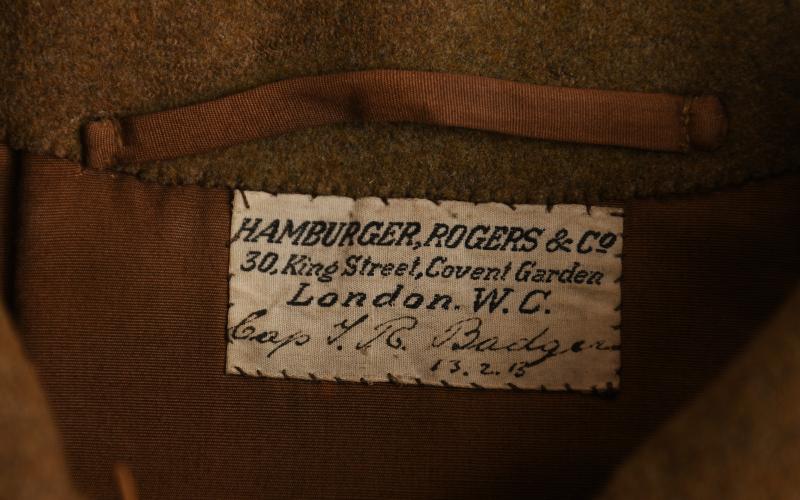 HAMBURGER, ROGERS & Co
30, King Street, Covent Garden
London. W. C.
Cap T. R. Badger
13. 2. 15